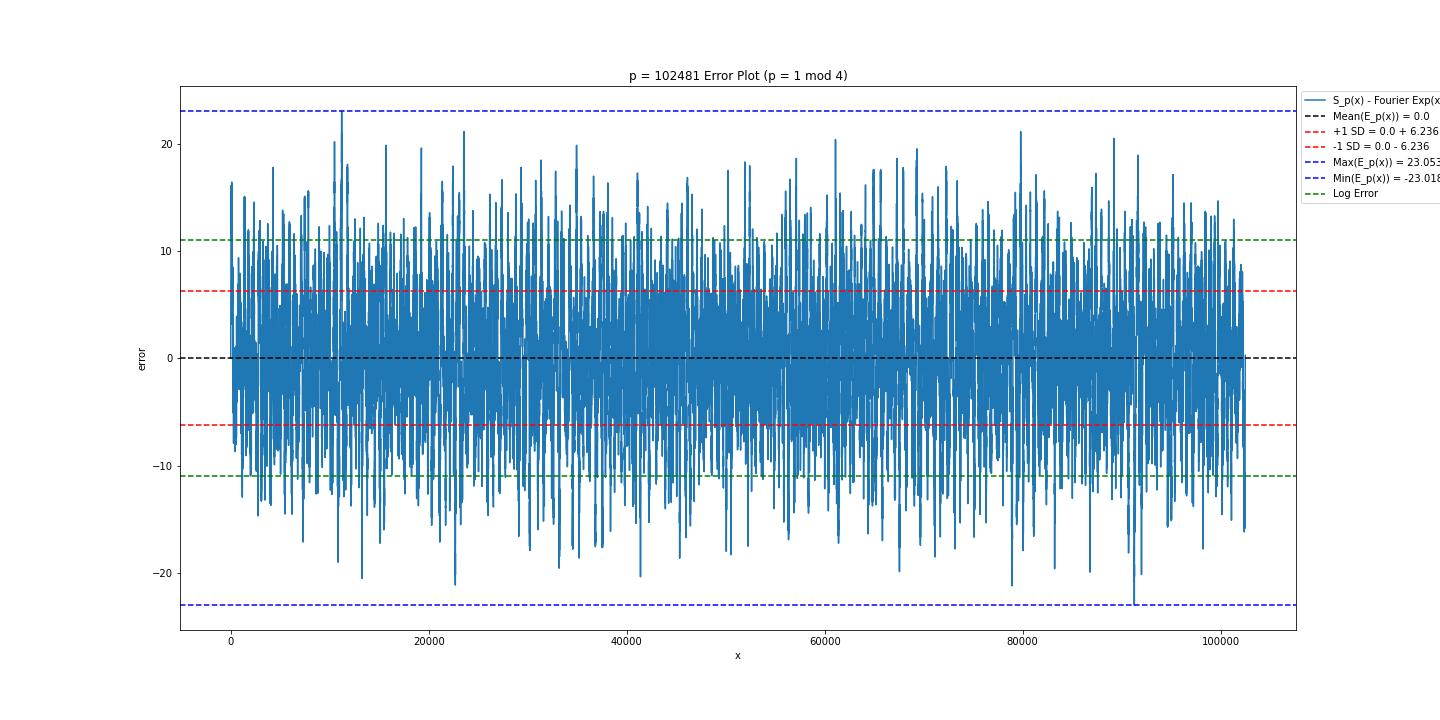 p = 102481 Error Plot (p = 1 mod 4)
S_p(x) - Fourier Exp(x
Mean(E_p(x)) = 0.0
+1 SD = 0.0 + 6.236
-1 SD = 0.0 - 6.236
Max(E_p(x)) = 23.053
Min(E_p(x)) = -23.018
Log Error
error
20
10
0
−10
−20
0
20000
40000
60000
80000
100000
x